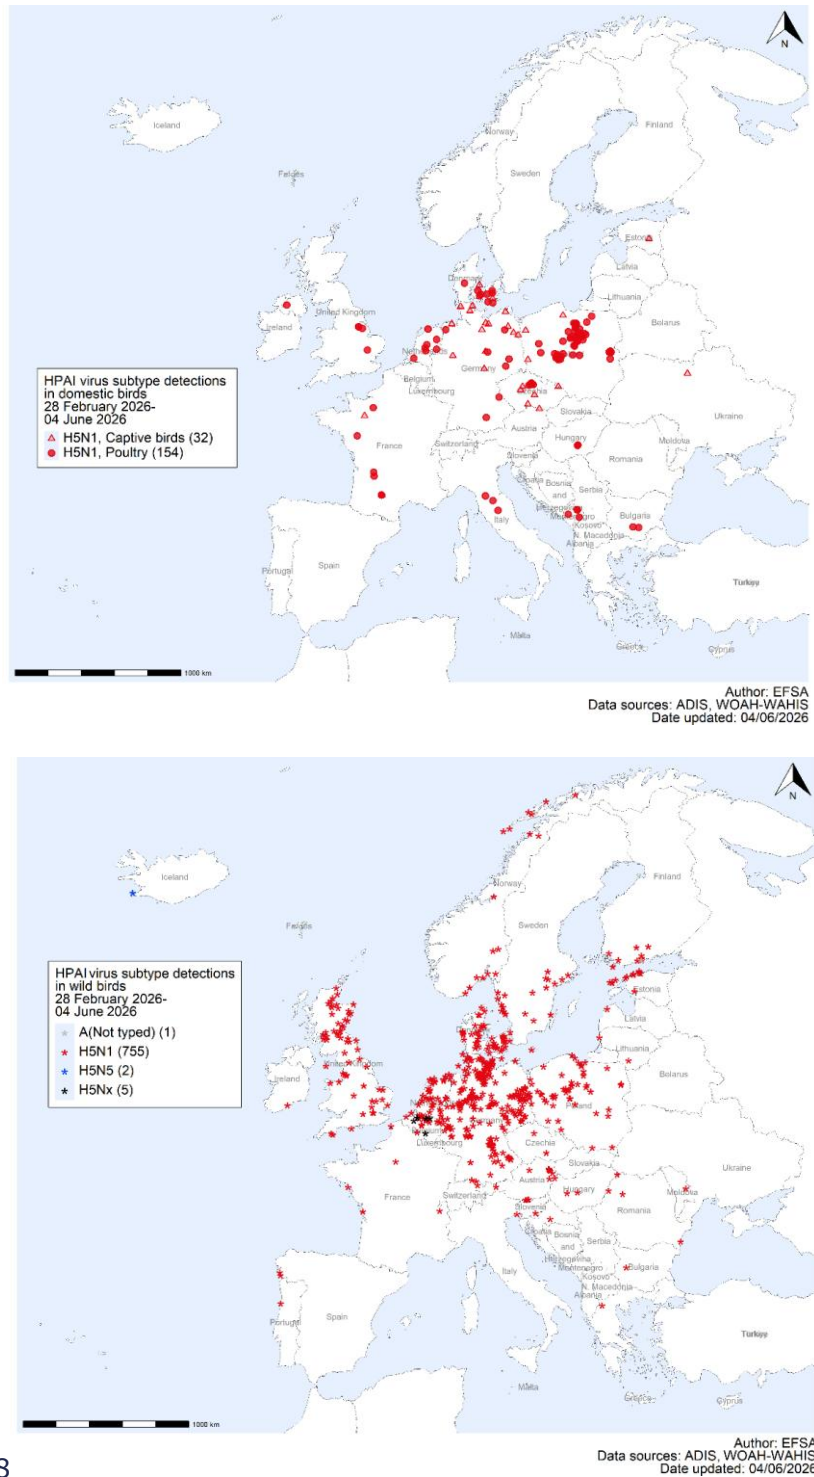 N
Iceland
Norway
Finland
Sweden
Estonia
Latvia
Denmark
Lithuania
United Kingdom
Belarus
Ireland
Netherlands
Belgium
Germany
Luxembourg
Ukraine
Slovakia
Austria
Hungary
Moldova
France
Switzerland
Romania
Slovenia
Croatia
Bosnia
and
Herzegovina
Serbia
Montenegro
Kosovo
Bulgaria
Italy
N. Macedonia
Albania
Portugal
Spain
Malta
Cyprus
HPAI virus subtype detections
in domestic birds
28 February 2026-
04 June 2026
H5N1, Captive birds (32)
H5N1, Poultry (154)
1000 km
Author: EFSA
Data sources: ADIS, WOAH-WAHIS
Date updated: 04/06/2026
N
Iceland
Norway
Finland
Sweden
Estonia
Latvia
Lithuania
United Kingdom
Ireland
Belarus
Poland
Luxembourg
Czechia
Ukraine
Slovakia
Austria
Hungary
Moldova
France
Switzerland
Romania
Slovenia
Croatia
Bosnia
and
Herzegovina
Serbia
Montenegro
Kosovo
Bulgaria
Italy
N. Macedonia
Albania
Portugal
Spain
Malta
Cyprus
HPAI virus subtype detections
in wild birds
28 February 2026-
04 June 2026
A(Not typed) (1)
H5N1 (755)
H5N5 (2)
H5Nx (5)
1000 km
Author: EFSA
Data sources: ADIS, WOAH-WAHIS
Date updated: 04/06/2026
8